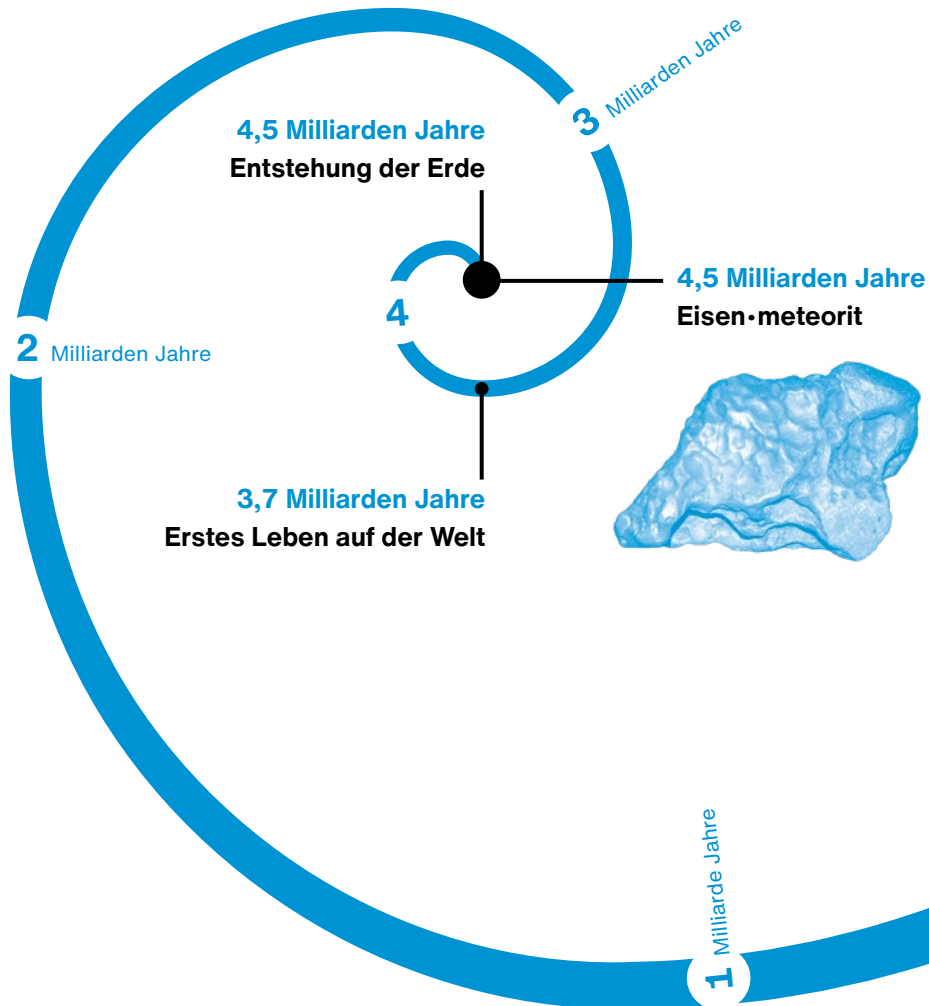 3 Milliarden Jahre
4,5 Milliarden Jahre
Entstehung der Erde
4,5 Milliarden Jahre
Eisen·meteorit
4
2 Milliarden Jahre
3,7 Milliarden Jahre
Erstes Leben auf der Welt
1 Milliarde Jahre